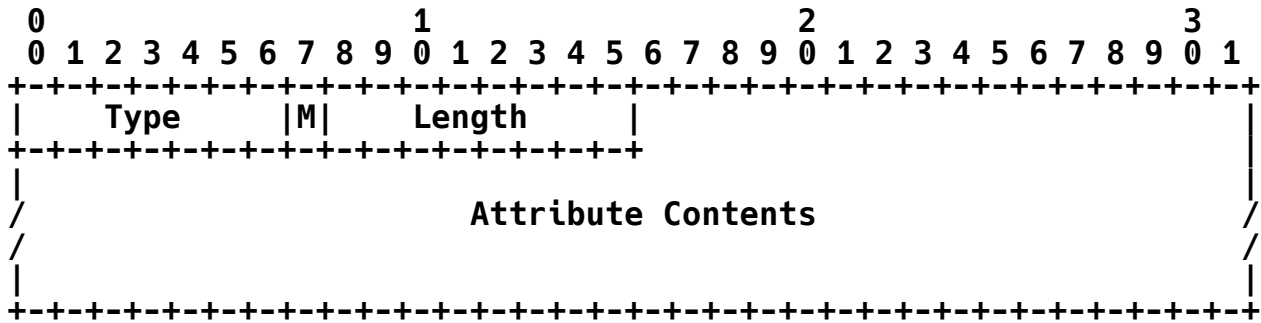 0                   1                   2                   3
 0 1 2 3 4 5 6 7 8 9 0 1 2 3 4 5 6 7 8 9 0 1 2 3 4 5 6 7 8 9 0 1
+-+-+-+-+-+-+-+-+-+-+-+-+-+-+-+-+-+-+-+-+-+-+-+-+-+-+-+-+-+-+-+-+
|    Type     |M|    Length     |                               |
+-+-+-+-+-+-+-+-+-+-+-+-+-+-+-+-+                               |
|                                                               |
/                       Attribute Contents                      /
/                                                               /
|                                                               |
+-+-+-+-+-+-+-+-+-+-+-+-+-+-+-+-+-+-+-+-+-+-+-+-+-+-+-+-+-+-+-+-+